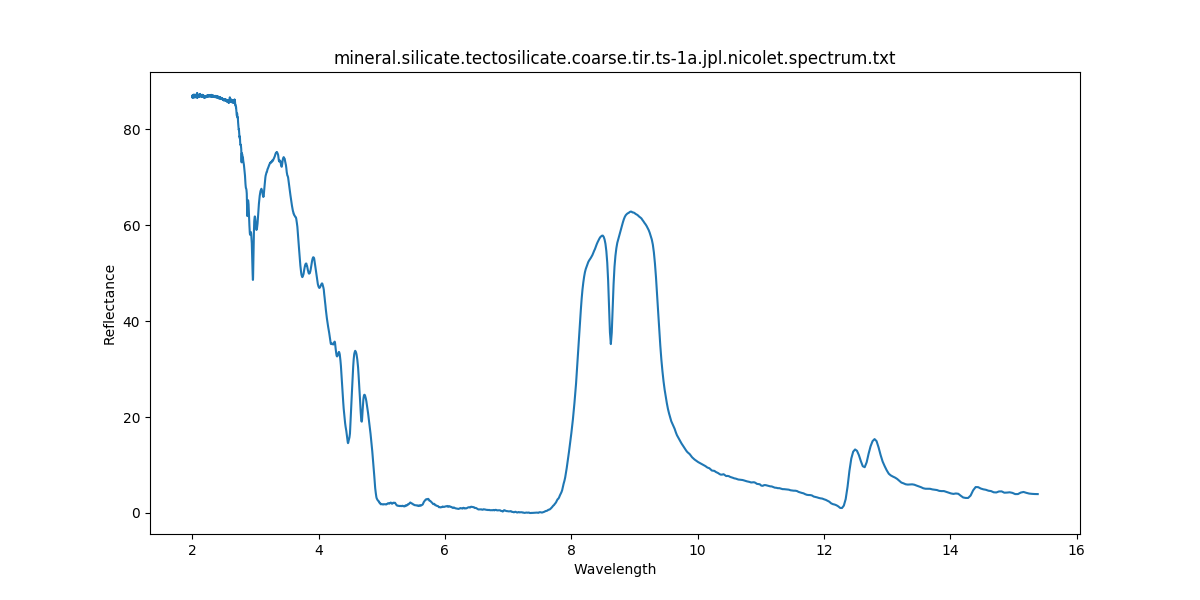 mineral.silicate.tectosilicate.coarse.tir.ts-1a.jpl.nicolet.spectrum.txt
80
60
40
20
0
Reflectance
2 4 6 8 10 12 14 16
Wavelength